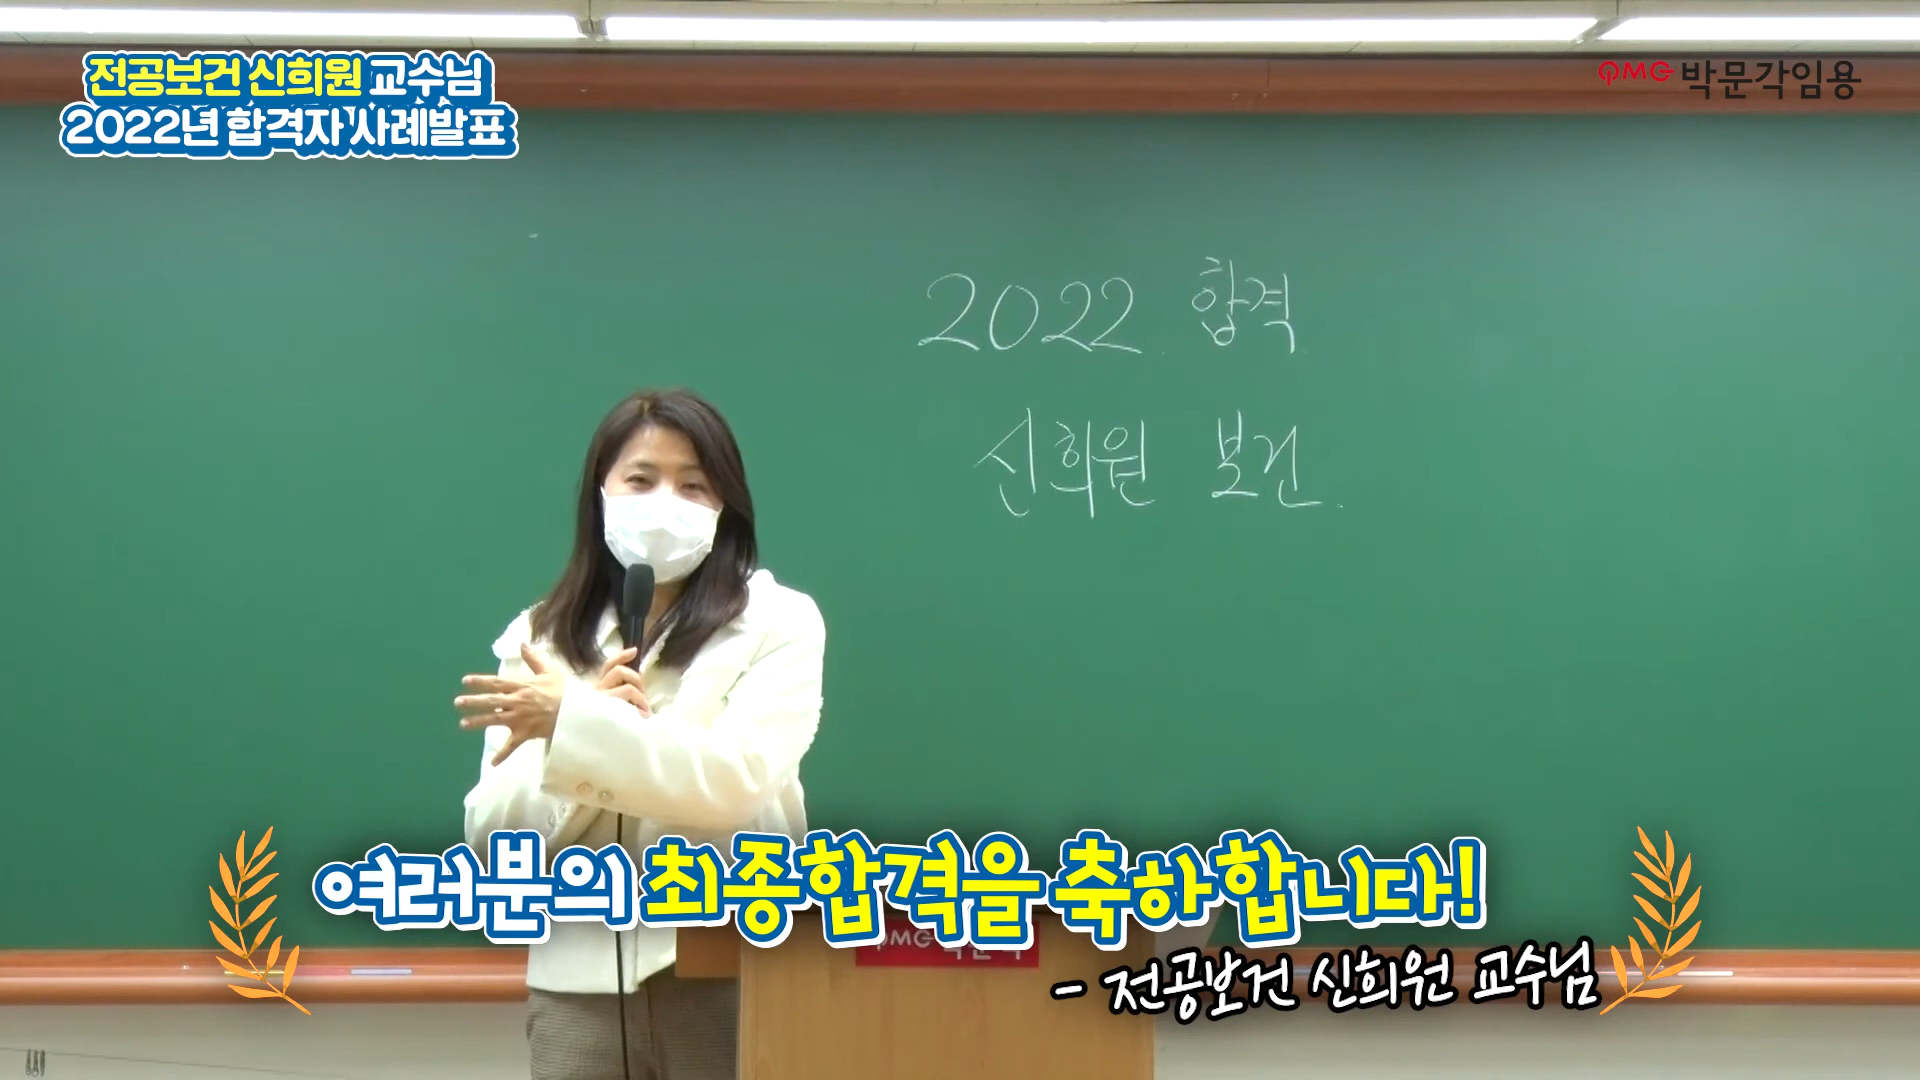 전공보건 신희원 교수님
2022년 합격자 사례발표
PMG 박문각임용
2022 합격
신희원 보건
여러분의 최종합격을 축하합니다!
PMG
- 전공보건 신희원 교수님